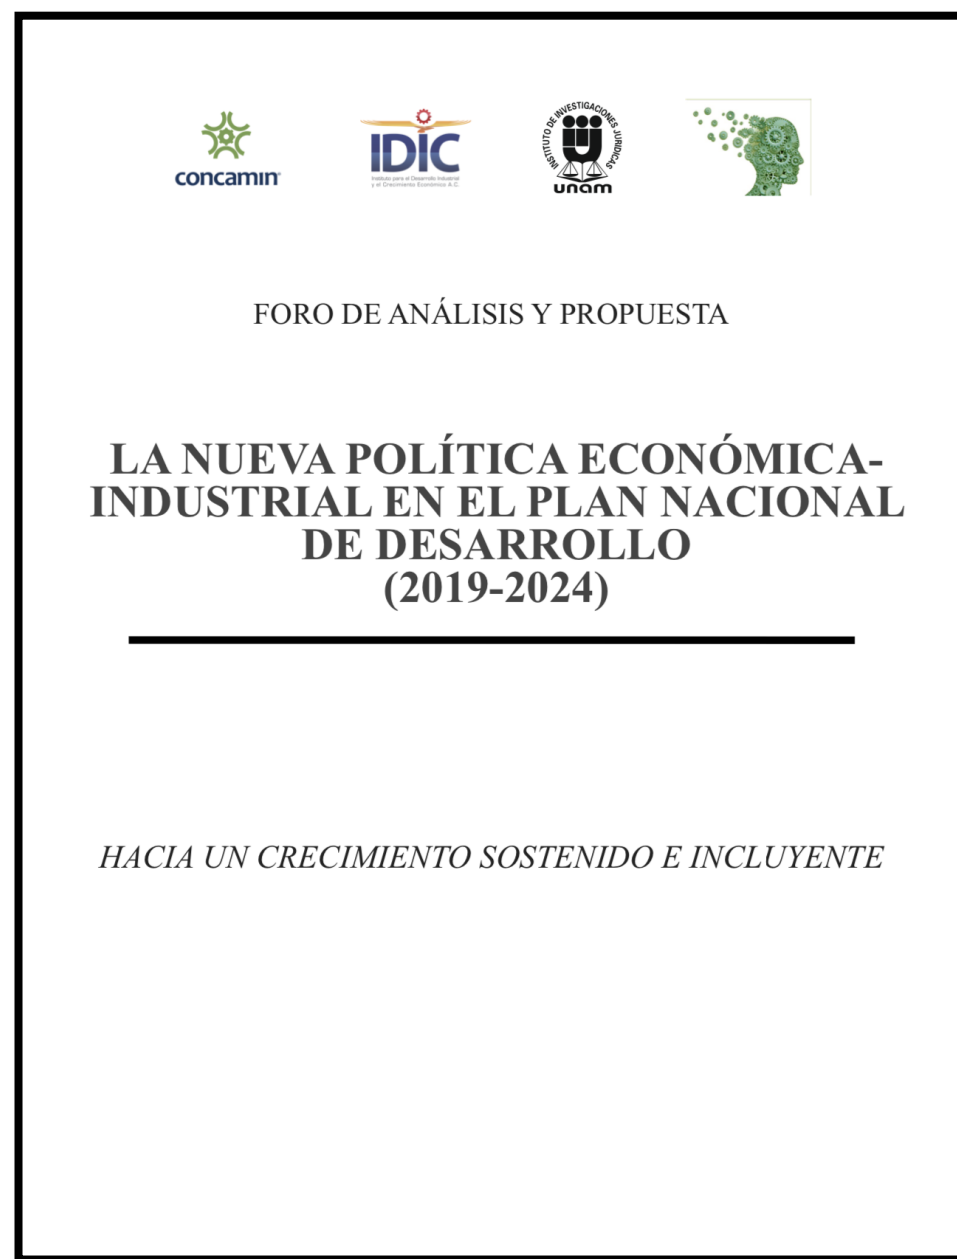 concamin
IDIC
Instituto para el Desarrollo Industrial
y el Crecimiento Económico A.C.
INSTITUTO DE INVESTIGACIONES JURIDICAS
unam
FORO DE ANÁLISIS Y PROPUESTA
LA NUEVA POLÍTICA ECONÓMICA-
INDUSTRIAL EN EL PLAN NACIONAL
DE DESARROLLO
(2019-2024)
HACIA UN CRECIMIENTO SOSTENIDO E INCLUYENTE